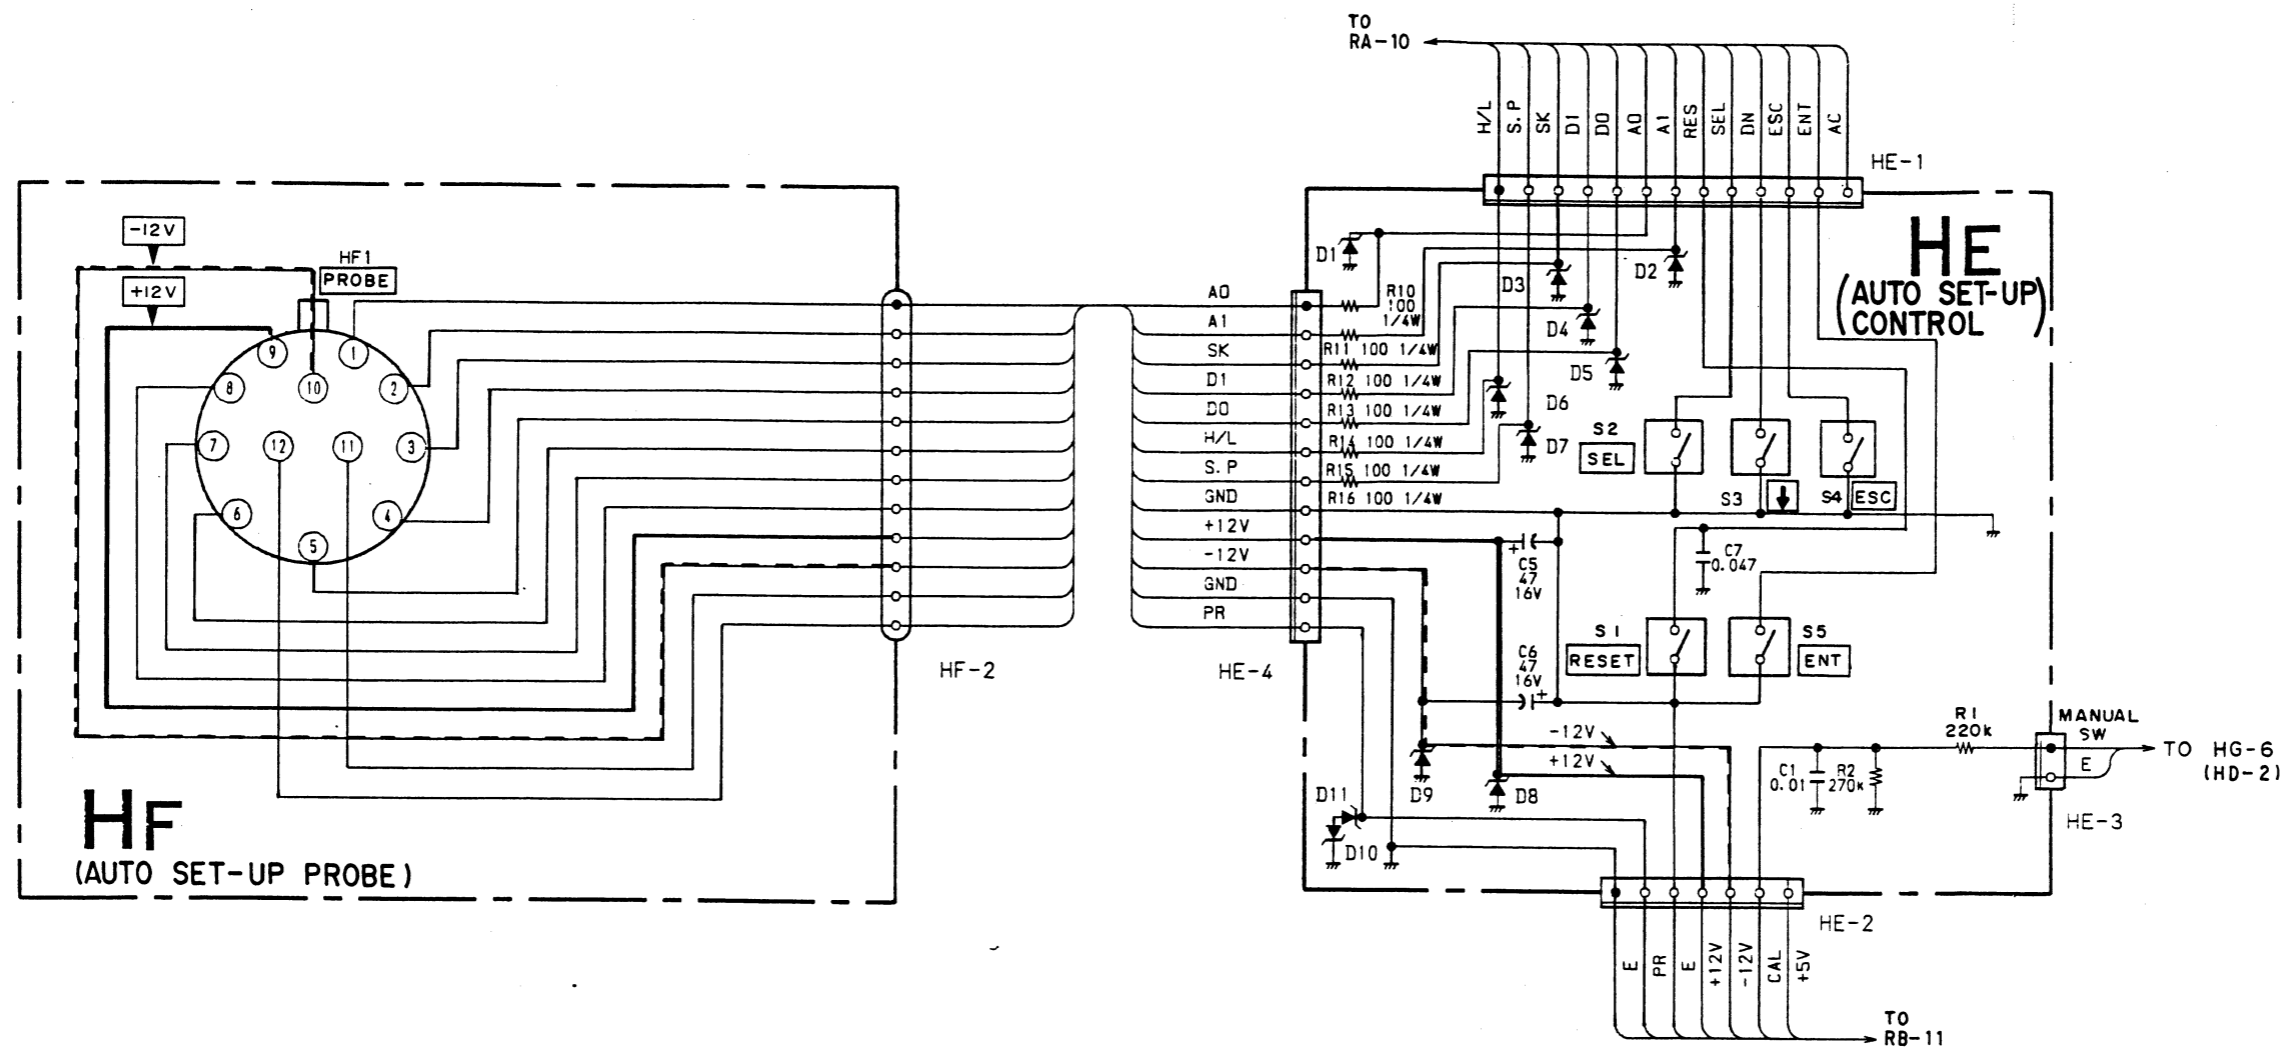 TO
RA-10
H/L
S.P
SK
D1
D0
A0
A1
RES
SEL
DN
ESC
ENT
AC
HE-1
-12V
+12V
HF1
PROBE
1
2
3
4
5
6
7
8
9
10
11
12
HF
(AUTO SET-UP PROBE)
HF-2
A0
A1
SK
D1
D0
H/L
S.P
GND
+12V
-12V
GND
PR
HE-4
HE
(AUTO SET-UP
CONTROL)
D1
D2
D3
D4
D5
D6
D7
R10
100
1/4W
R11 100 1/4W
R12 100 1/4W
R13 100 1/4W
R14 100 1/4W
R15 100 1/4W
R16 100 1/4W
S2
SEL
S3
↓
S4
ESC
+
C5
47
16V
C7
0.047
C6
47
16V
+
S1
RESET
S5
ENT
-12V
+12V
D9
D8
D11
D10
C1
0.01
R2
270k
R1
220k
MANUAL
SW
E
TO HG-6
(HD-2)
HE-3
HE-2
E
PR
E
+12V
-12V
CAL
+5V
TO
RB-11